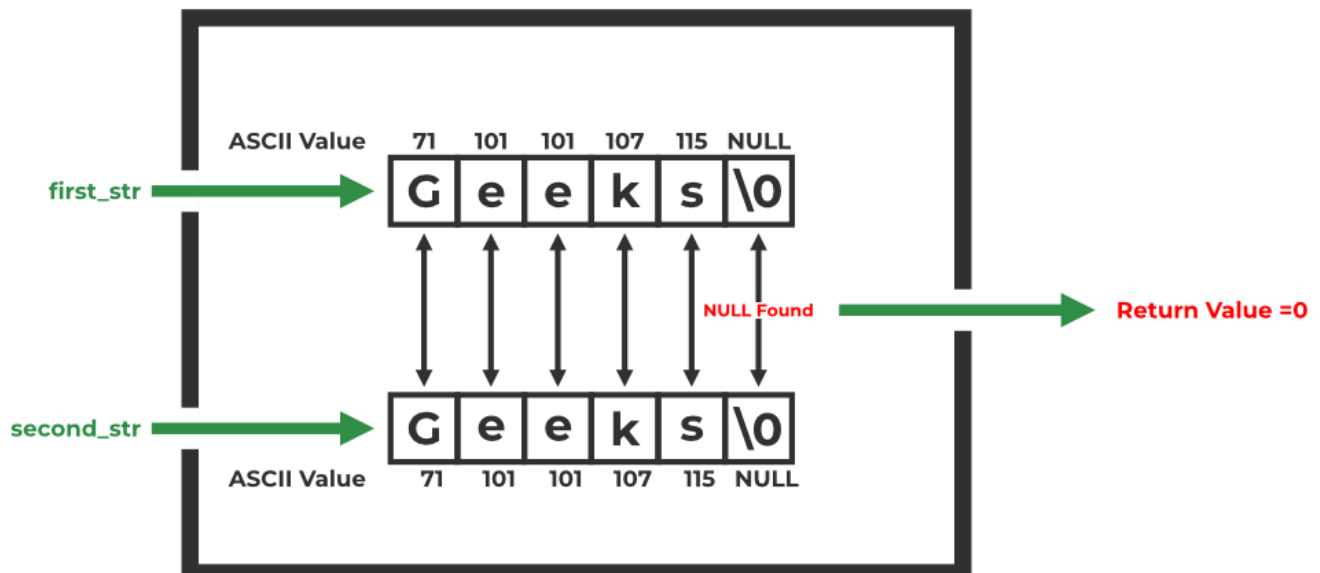 ASCII Value 71 101 101 107 115 NULL
first_str G e e k s \0
NULL Found Return Value =0
second_str G e e k s \0
ASCII Value 71 101 101 107 115 NULL